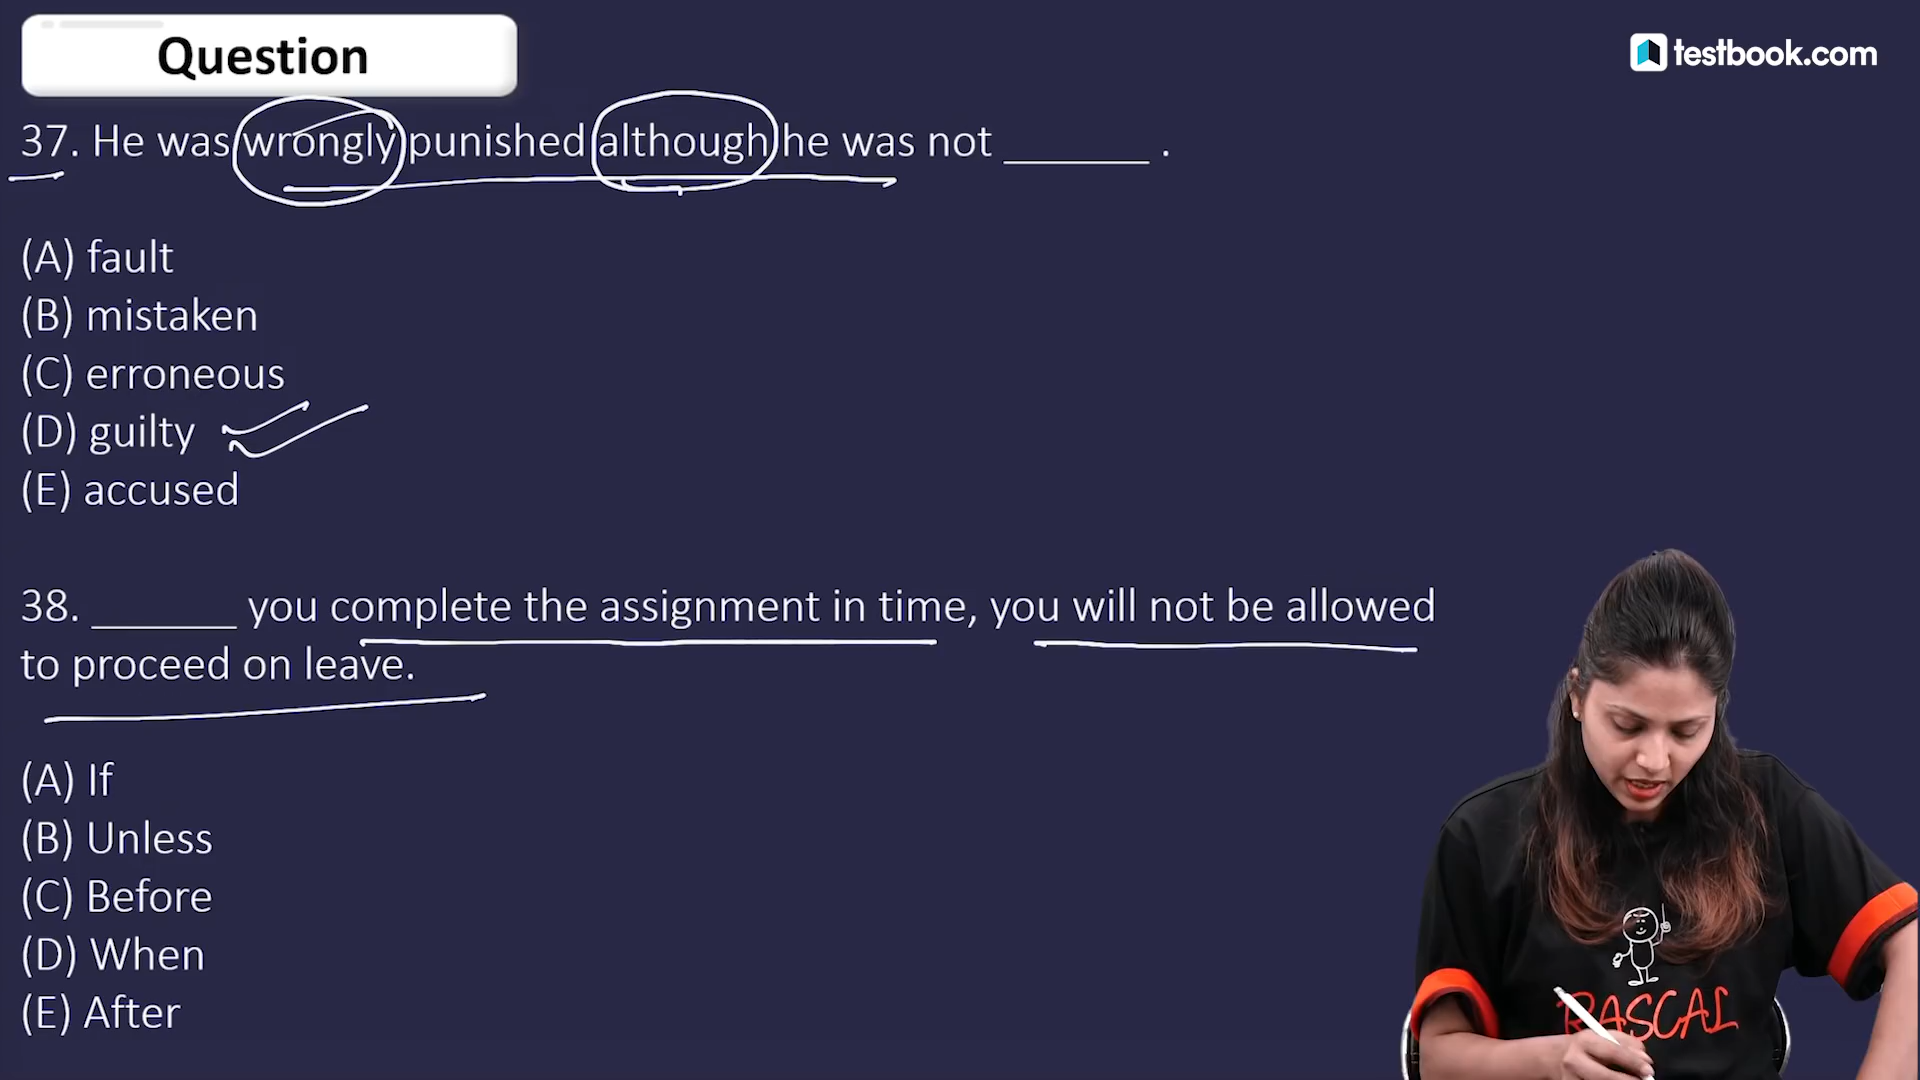 Question
testbook.com
37. He was wrongly punished although he was not ______ .
(A) fault
(B) mistaken
(C) erroneous
(D) guilty
(E) accused
38. ______ you complete the assignment in time, you will not be allowed
to proceed on leave.
(A) If
(B) Unless
(C) Before
(D) When
(E) After
RASCAL